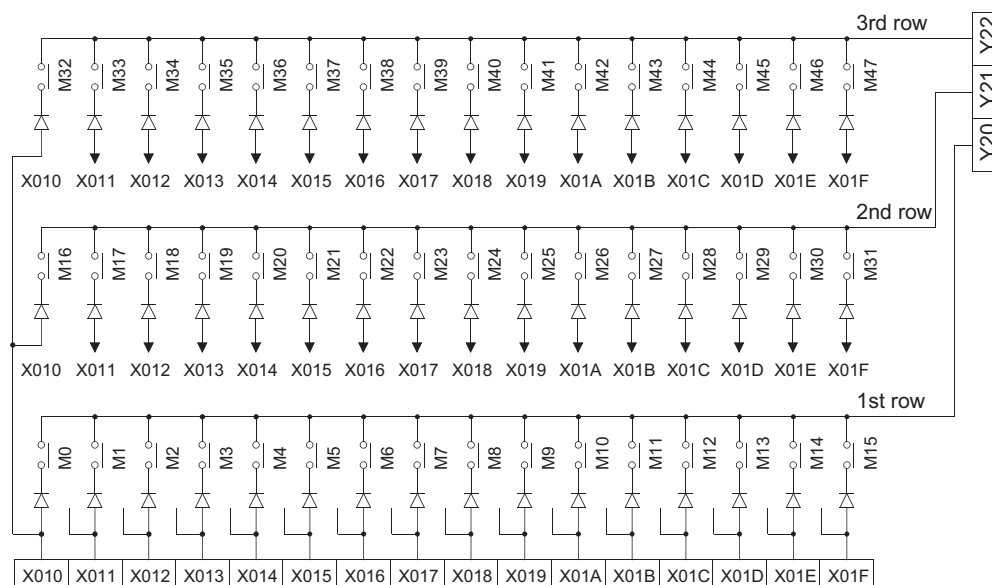 3rd row
Y22
M32 M33 M34 M35 M36 M37 M38 M39 M40 M41 M42 M43 M44 M45 M46 M47
Y21
Y20
X010 X011 X012 X013 X014 X015 X016 X017 X018 X019 X01A X01B X01C X01D X01E X01F
2nd row
M16 M17 M18 M19 M20 M21 M22 M23 M24 M25 M26 M27 M28 M29 M30 M31
X010 X011 X012 X013 X014 X015 X016 X017 X018 X019 X01A X01B X01C X01D X01E X01F
1st row
M0 M1 M2 M3 M4 M5 M6 M7 M8 M9 M10 M11 M12 M13 M14 M15
X010 X011 X012 X013 X014 X015 X016 X017 X018 X019 X01A X01B X01C X01D X01E X01F